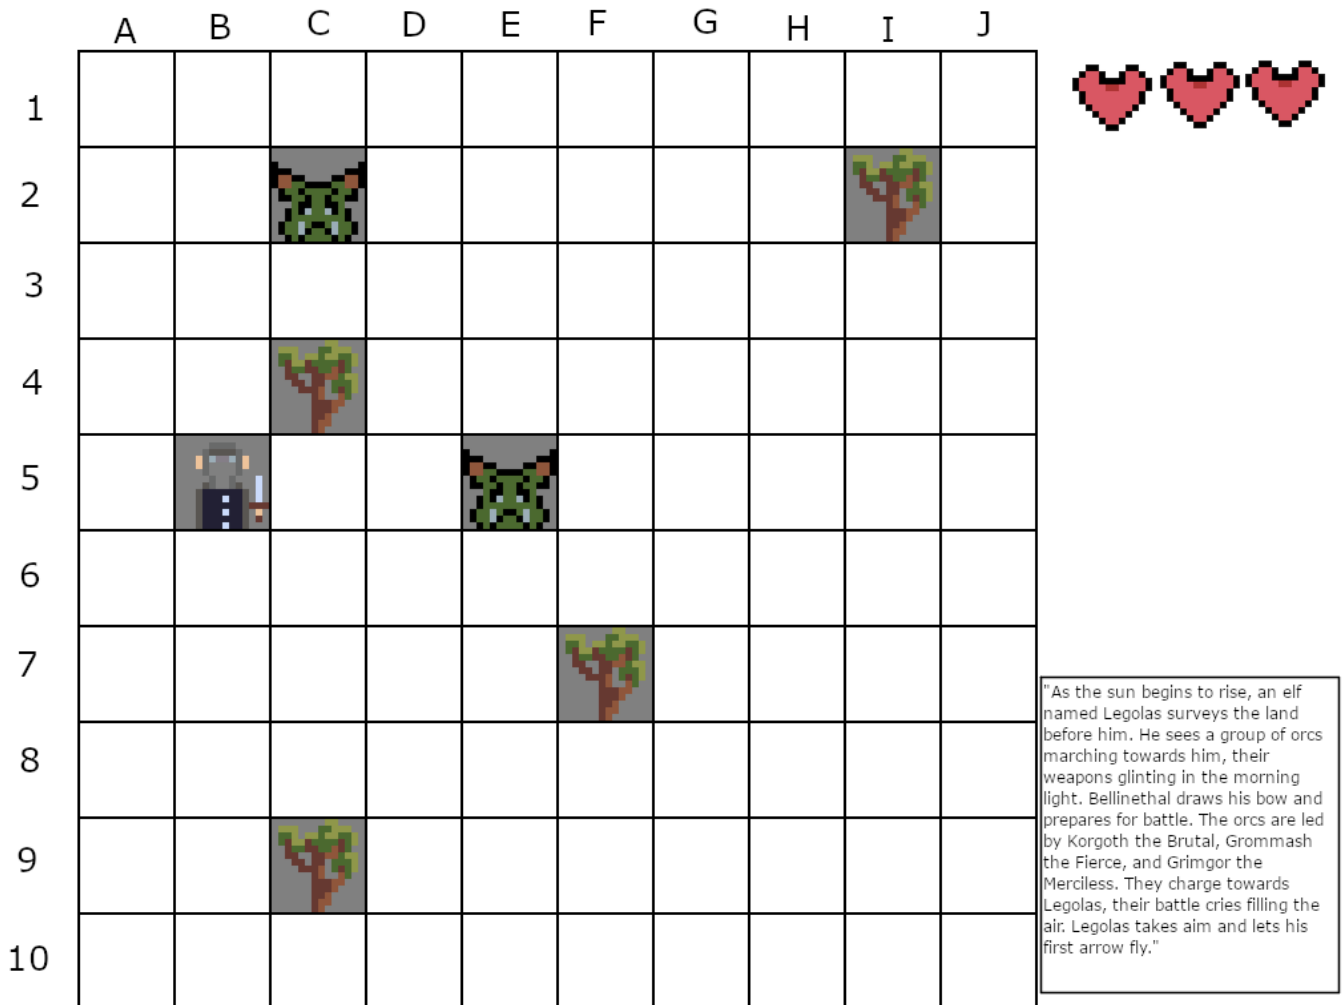 A B C D E F G H I J
1
2
3
4
5
6
7
8
9
10
"As the sun begins to rise, an elf
named Legolas surveys the land
before him. He sees a group of orcs
marching towards him, their
weapons glinting in the morning
light. Bellinethal draws his bow and
prepares for battle. The orcs are led
by Korgoth the Brutal, Grommash
the Fierce, and Grimgor the
Merciless. They charge towards
Legolas, their battle cries filling the
air. Legolas takes aim and lets his
first arrow fly."